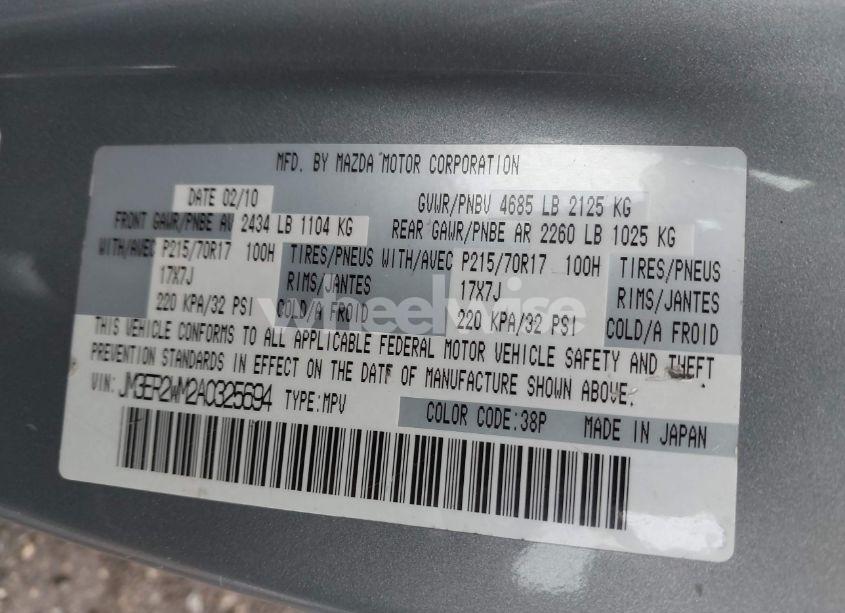 MFD. BY MAZDA MOTOR CORPORATION
DATE 02/10 GVWR/PNBV 4685 LB 2125 KG
FRONT GAWR/PNBE AV 2434 LB 1104 KG REAR GAWR/PNBE AR 2260 LB 1025 KG
WITH/AVEC P215/70R17 100H TIRES/PNEUS WITH/AVEC P215/70R17 100H TIRES/PNEUS
17X7J RIMS/JANTES 17X7J RIMS/JANTES
220 KPA/32 PSI COLD/A FROID 220 KPA/32 PSI COLD/A FROID
wheelwise
THIS VEHICLE CONFORMS TO ALL APPLICABLE FEDERAL MOTOR VEHICLE SAFETY AND THEFT
PREVENTION STANDARDS IN EFFECT ON THE DATE OF MANUFACTURE SHOWN ABOVE.
VIN: JM3ER2WM2A0325694 TYPE:MPV
COLOR CODE:38P MADE IN JAPAN